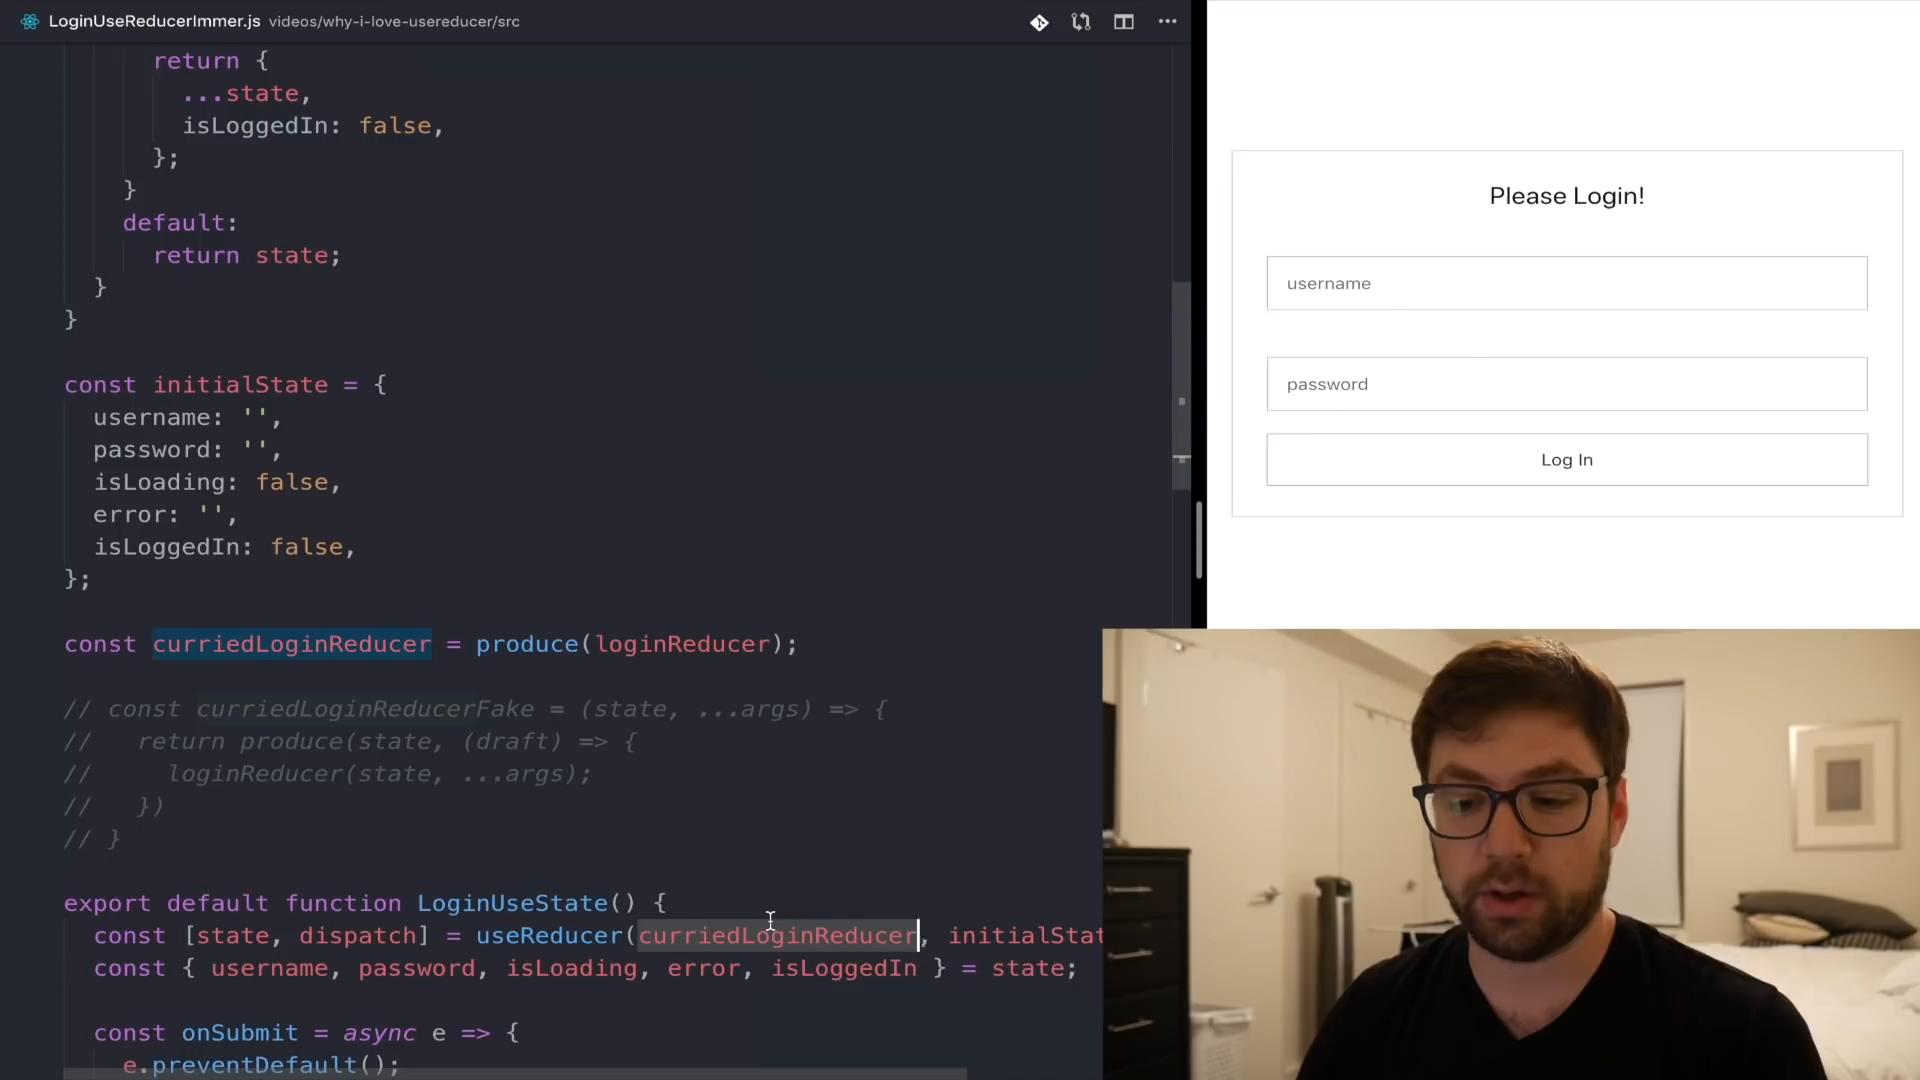 LoginUseReducerImmer.js videos/why-i-love-usereducer/src
return {
...state,
isLoggedIn: false,
};
}
default:
return state;
}
}
const initialState = {
username: '',
password: '',
isLoading: false,
error: '',
isLoggedIn: false,
};
const curriedLoginReducer = produce(loginReducer);
// const curriedLoginReducerFake = (state, ...args) => {
//   return produce(state, (draft) => {
//     loginReducer(state, ...args);
//   })
// }
export default function LoginUseState() {
const [state, dispatch] = useReducer(curriedLoginReducer, initialStat
const { username, password, isLoading, error, isLoggedIn } = state;
const onSubmit = async e => {
e.preventDefault();
Please Login!
username
password
Log In